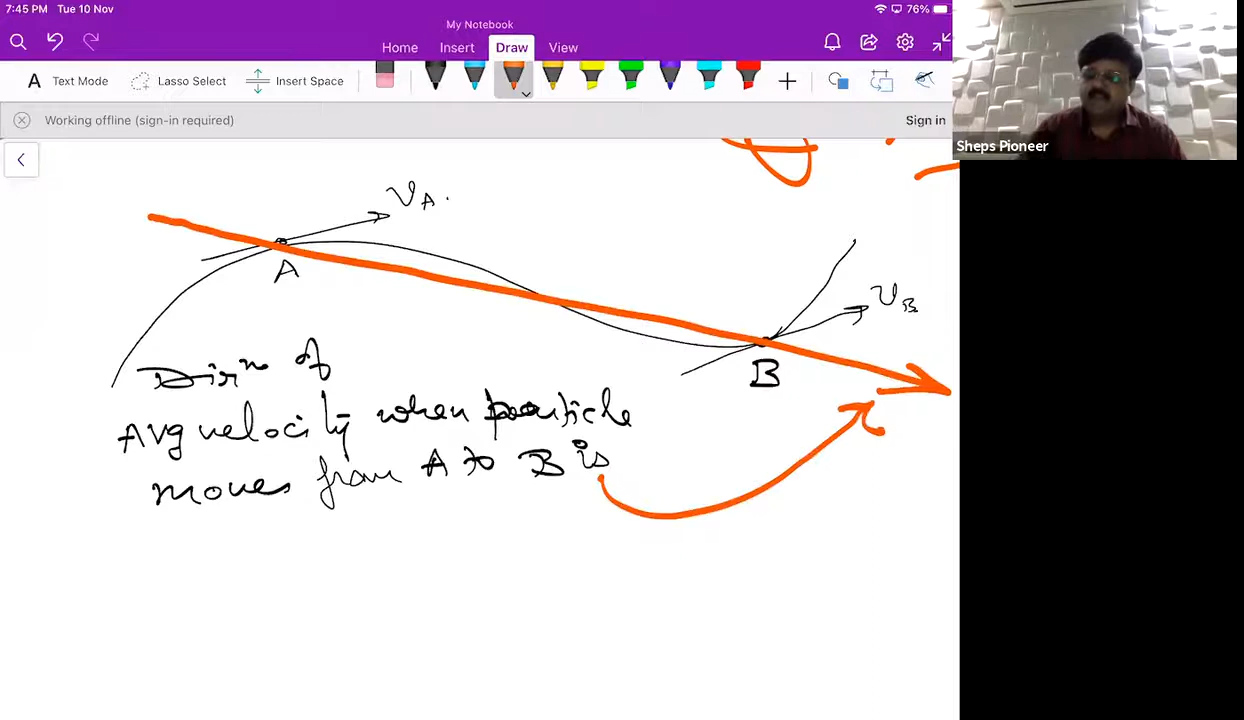 7:45 PM Tue 10 Nov
76%
My Notebook
Home Insert Draw View
A Text Mode Lasso Select Insert Space
Working offline (sign-in required) Sign in
Sheps Pioneer
VA
A
VB
B
Dirn of
Avg velocity when particle
moves from A to B is